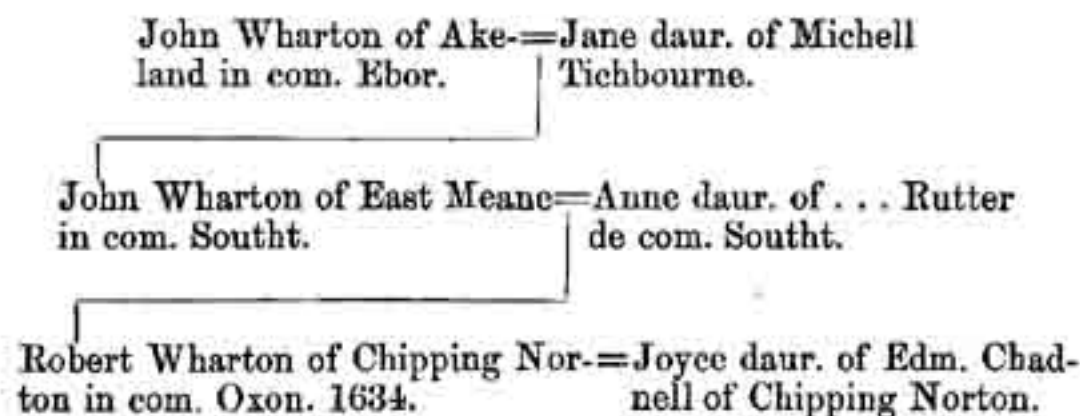 John Wharton of Ake-=Jane daur. of Michell
land in com. Ebor. Tichbourne.
John Wharton of East Meane=Anne daur. of . . . Rutter
in com. Southt. de com. Southt.
Robert Wharton of Chipping Nor-=Joyce daur. of Edm. Chad-
ton in com. Oxon. 1634. nell of Chipping Norton.